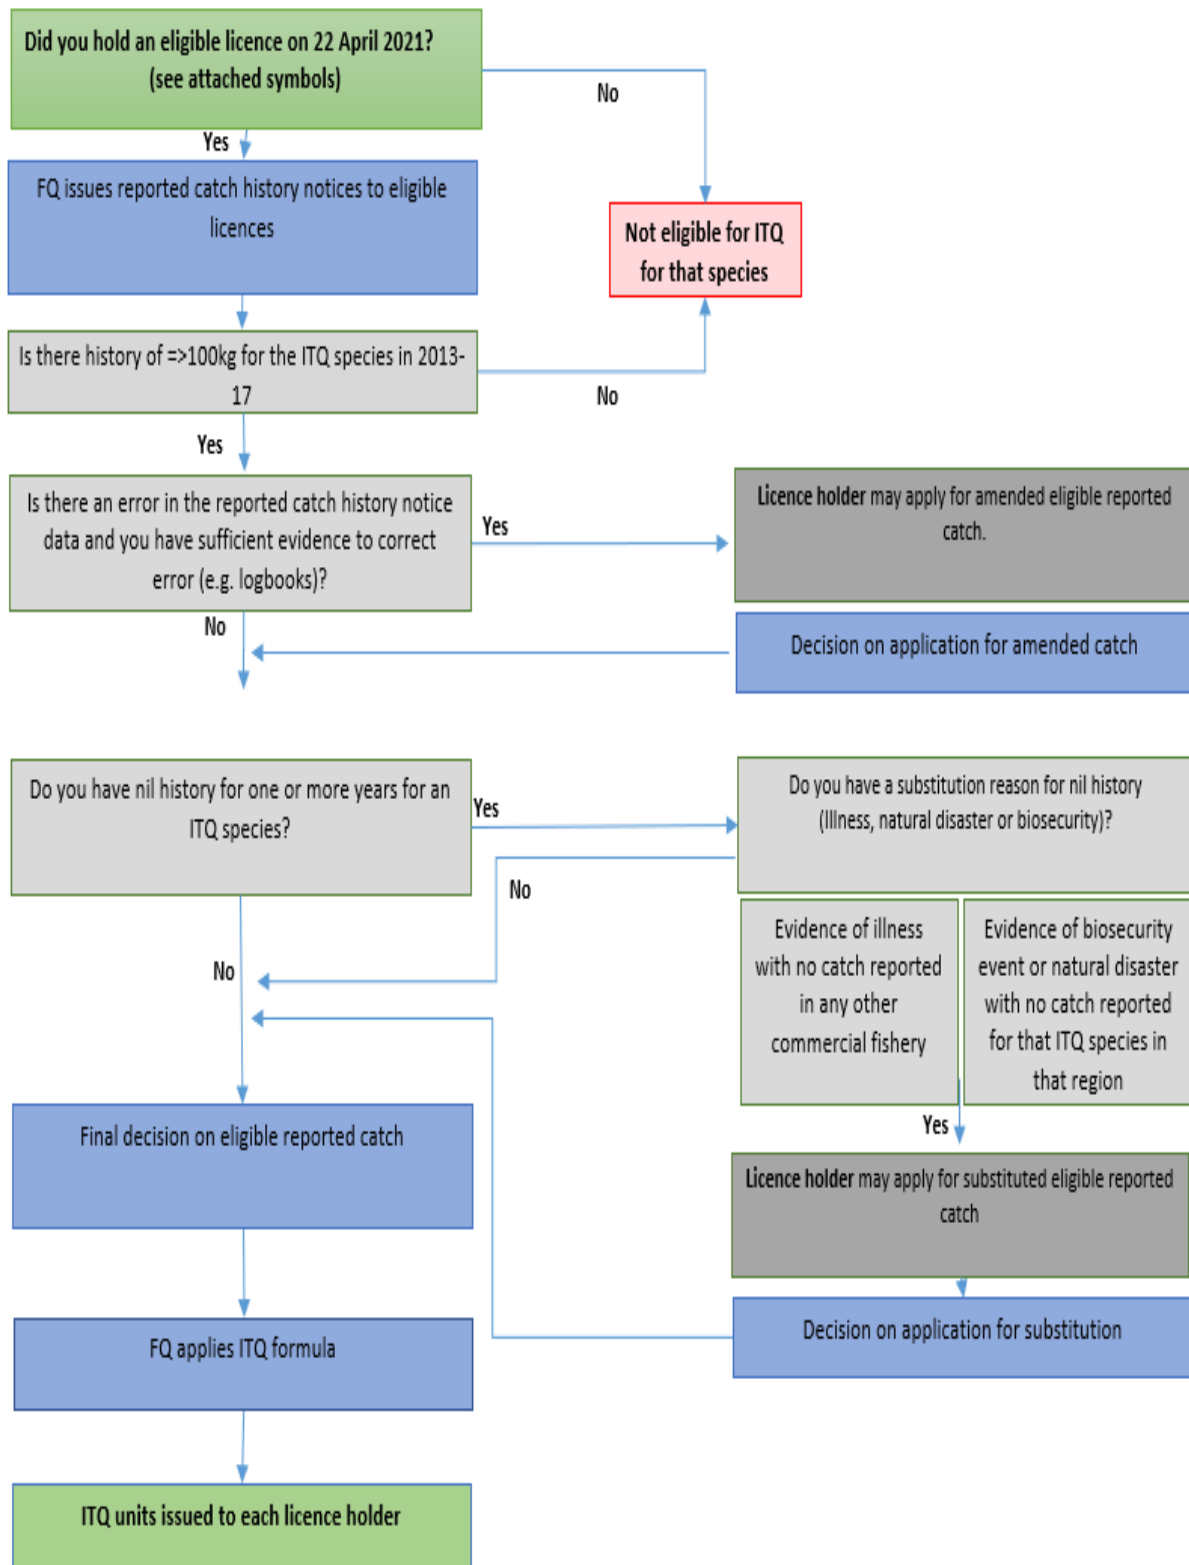 Did you hold an eligible licence on 22 April 2021?
(see attached symbols)
No
Yes
FQ issues reported catch history notices to eligible
licences
Not eligible for ITQ
for that species
Is there history of =>100kg for the ITQ species in 2013-
17
No
Yes
Is there an error in the reported catch history notice
data and you have sufficient evidence to correct
error (e.g. logbooks)?
Yes
Licence holder may apply for amended eligible reported
catch.
No
Decision on application for amended catch
Do you have nil history for one or more years for an
ITQ species?
Yes
Do you have a substitution reason for nil history
(Illness, natural disaster or biosecurity)?
No
Evidence of illness
with no catch reported
in any other
commercial fishery
Evidence of biosecurity
event or natural disaster
with no catch reported
for that ITQ species in
that region
No
Yes
Final decision on eligible reported catch
Licence holder may apply for substituted eligible reported
catch
Decision on application for substitution
FQ applies ITQ formula
ITQ units issued to each licence holder